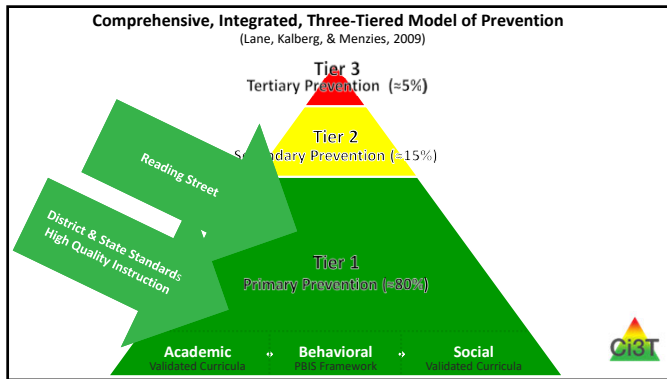 Comprehensive, Integrated, Three-Tiered Model of Prevention
(Lane, Kalberg, & Menzies, 2009)
Tier 3
Tertiary Prevention (≈5%)
Tier 2
Secondary Prevention (≈15%)
Reading Street
District & State Standards
High Quality Instruction
Tier 1
Primary Prevention (≈80%)
Academic Behavioral Social
Validated Curricula PBIS Framework Validated Curricula
Ci3T